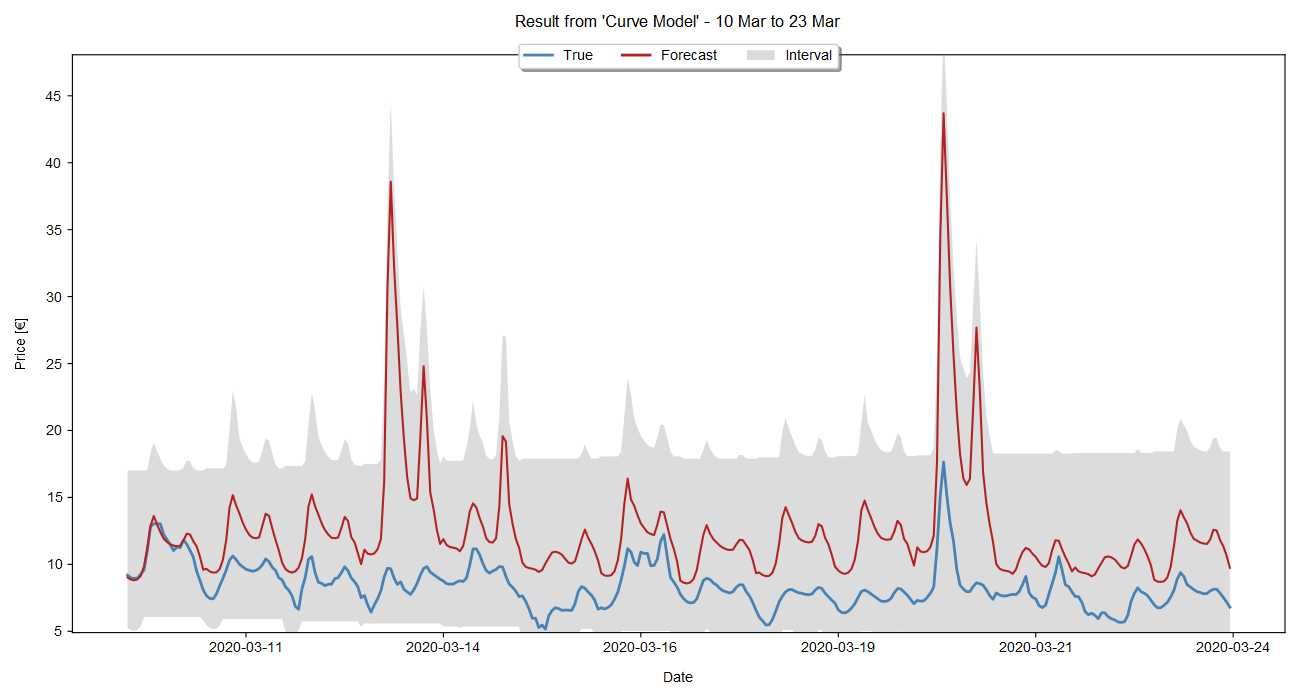 Result from 'Curve Model' - 10 Mar to 23 Mar
True Forecast Interval
45
40
35
30
25
20
15
10
5
Price [€]
2020-03-11 2020-03-14 2020-03-16 2020-03-19 2020-03-21 2020-03-24
Date